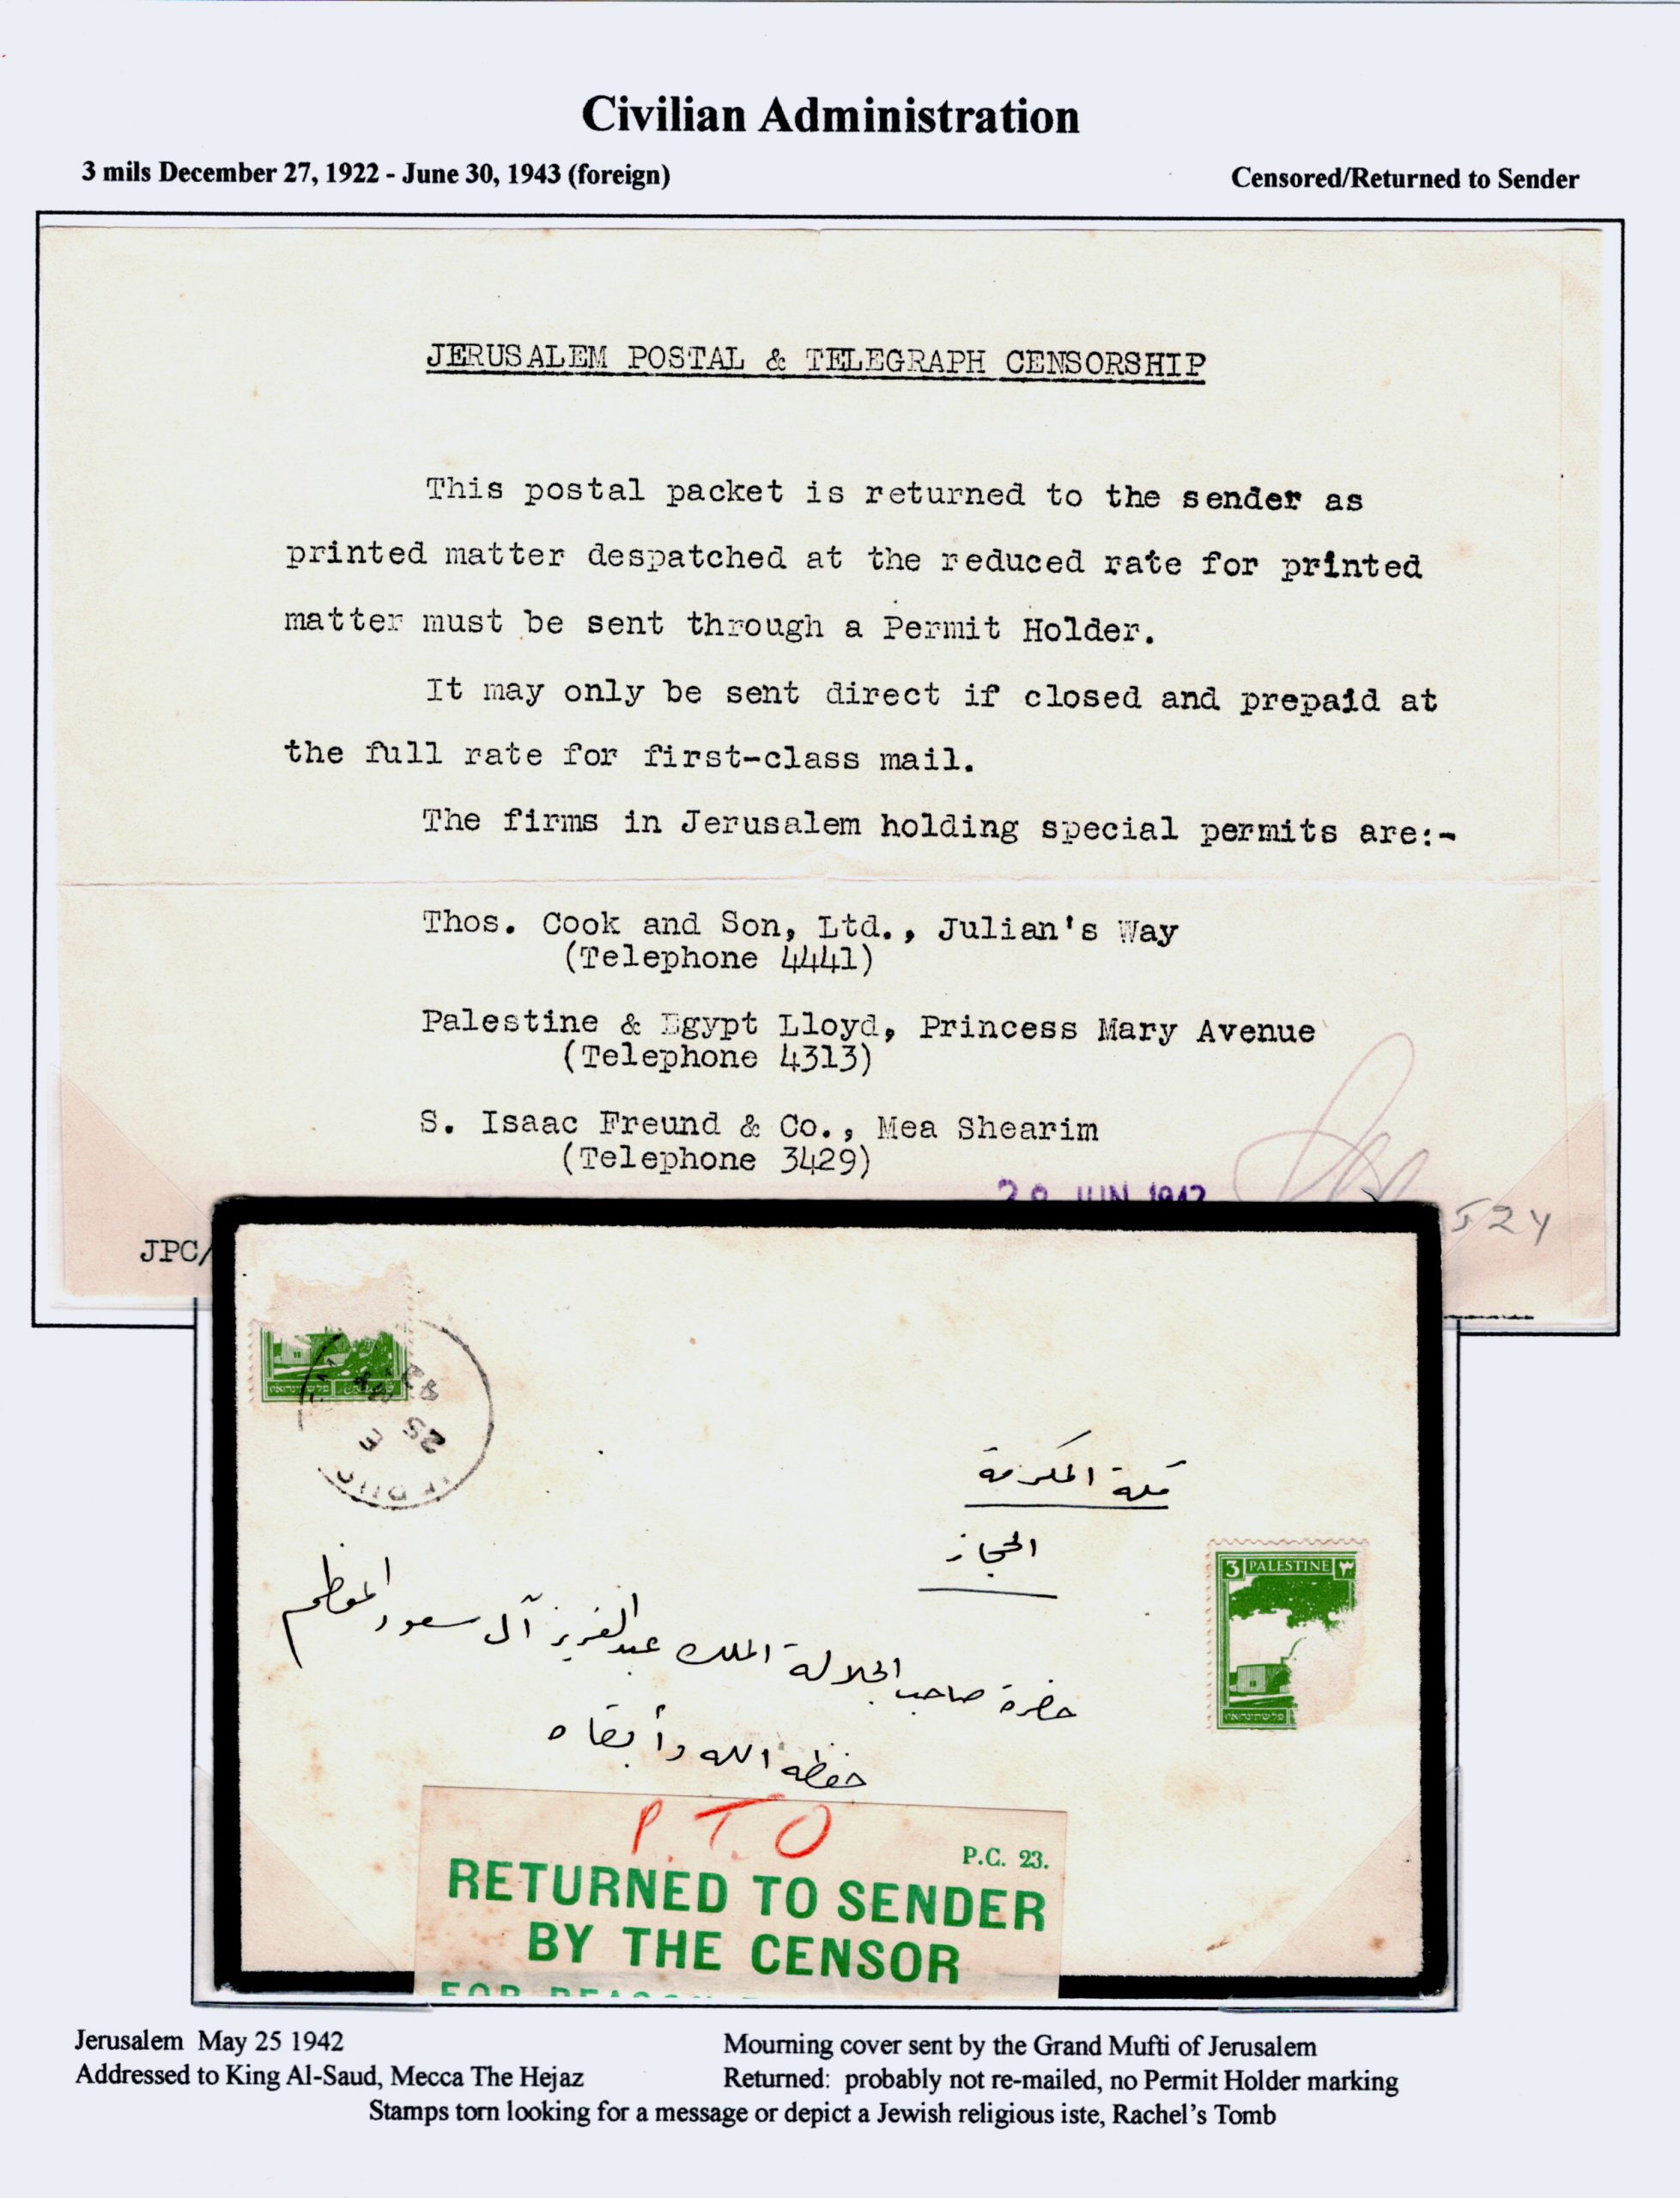 Civilian Administration
3 mils December 27, 1922 - June 30, 1943 (foreign)
Censored/Returned to Sender
JERUSALEM POSTAL & TELEGRAPH CENSORSHIP
This postal packet is returned to the sender as
printed matter despatched at the reduced rate for printed
matter must be sent through a Permit Holder.
It may only be sent direct if closed and prepaid at
the full rate for first-class mail.
The firms in Jerusalem holding special permits are:-
Thos. Cook and Son, Ltd., Julian's Way
(Telephone 4441)
Palestine & Egypt Lloyd, Princess Mary Avenue
(Telephone 4313)
S. Isaac Freund & Co., Mea Shearim
(Telephone 3429)
JUN 1942
524
JPC/
25
E
مكة المكرمة
الحجاز
حضرة صاحب الجلالة الملك عبد العزيز آل سعود المعظم
حفظه الله وأبقاه
3 PALESTINE ٣
P.T.O
P.C. 23.
RETURNED TO SENDER
BY THE CENSOR
Jerusalem May 25 1942
Addressed to King Al-Saud, Mecca The Hejaz
Mourning cover sent by the Grand Mufti of Jerusalem
Returned: probably not re-mailed, no Permit Holder marking
Stamps torn looking for a message or depict a Jewish religious iste, Rachel's Tomb